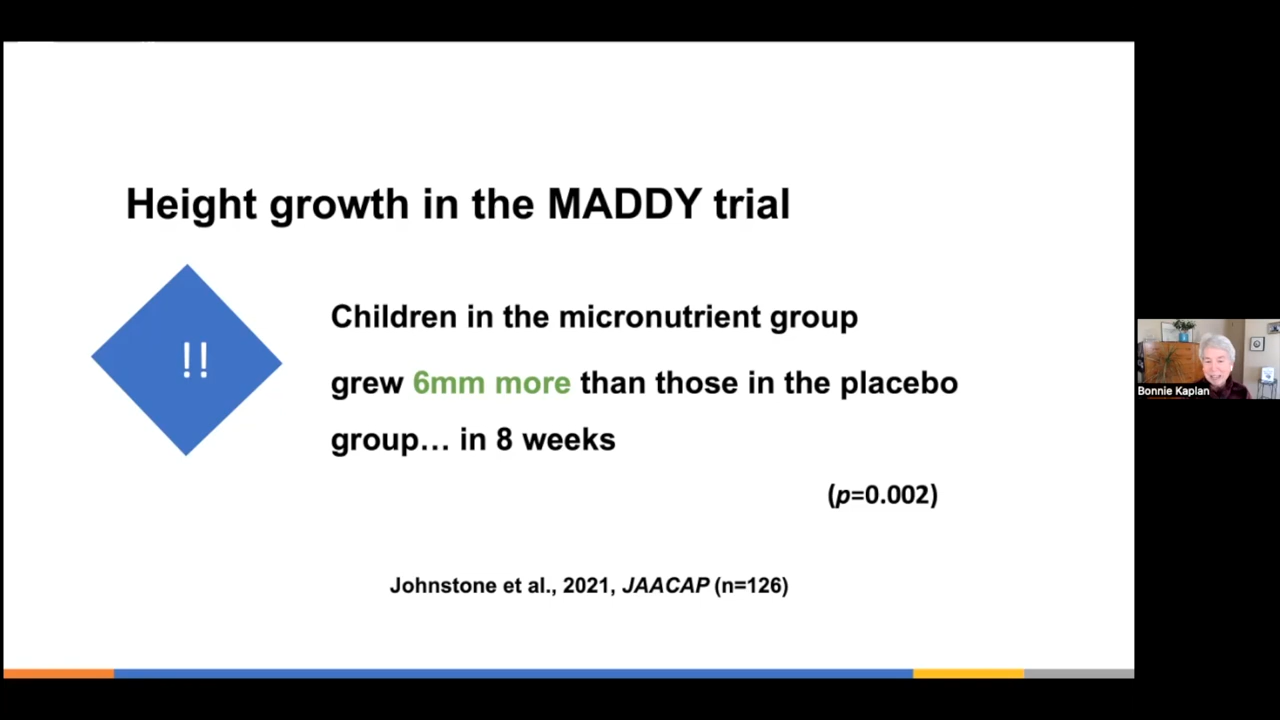 Height growth in the MADDY trial
!!
Children in the micronutrient group
grew 6mm more than those in the placebo
group... in 8 weeks
(p=0.002)
Johnstone et al., 2021, JAACAP (n=126)
Bonnie Kaplan